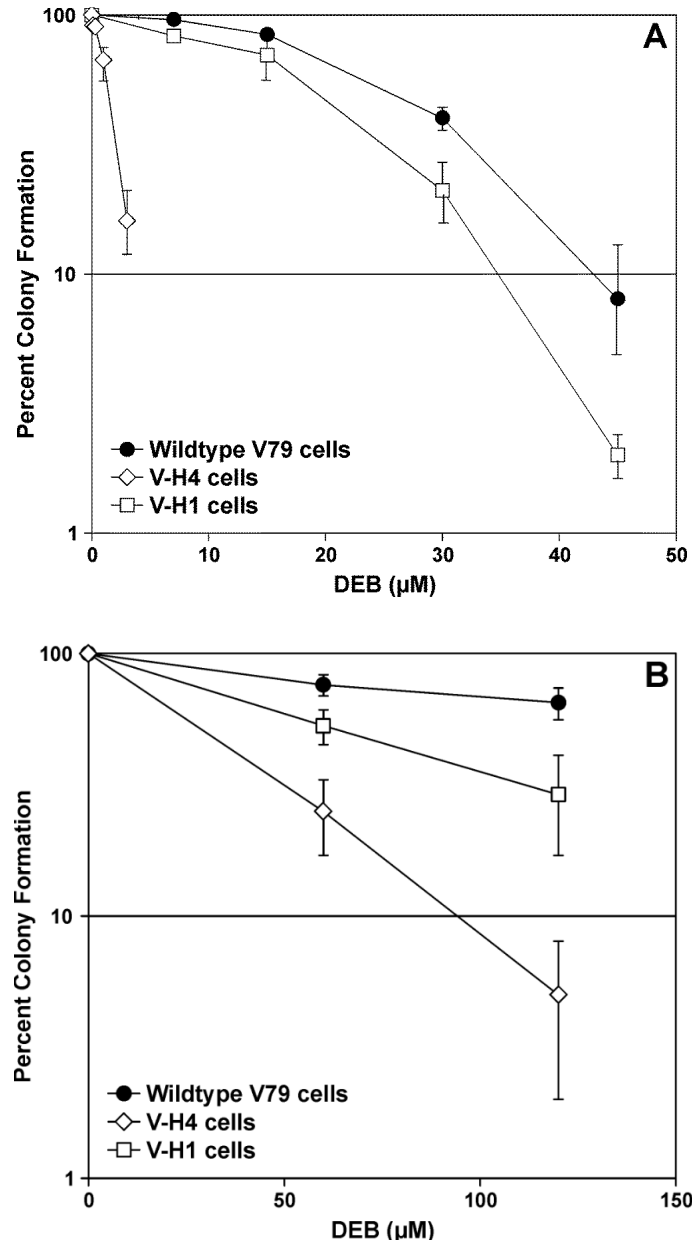 A
100
10
1
Percent Colony Formation
Wildtype V79 cells
V-H4 cells
V-H1 cells
0 10 20 30 40 50
DEB (µM)
B
100
10
1
Percent Colony Formation
Wildtype V79 cells
V-H4 cells
V-H1 cells
0 50 100 150
DEB (µM)